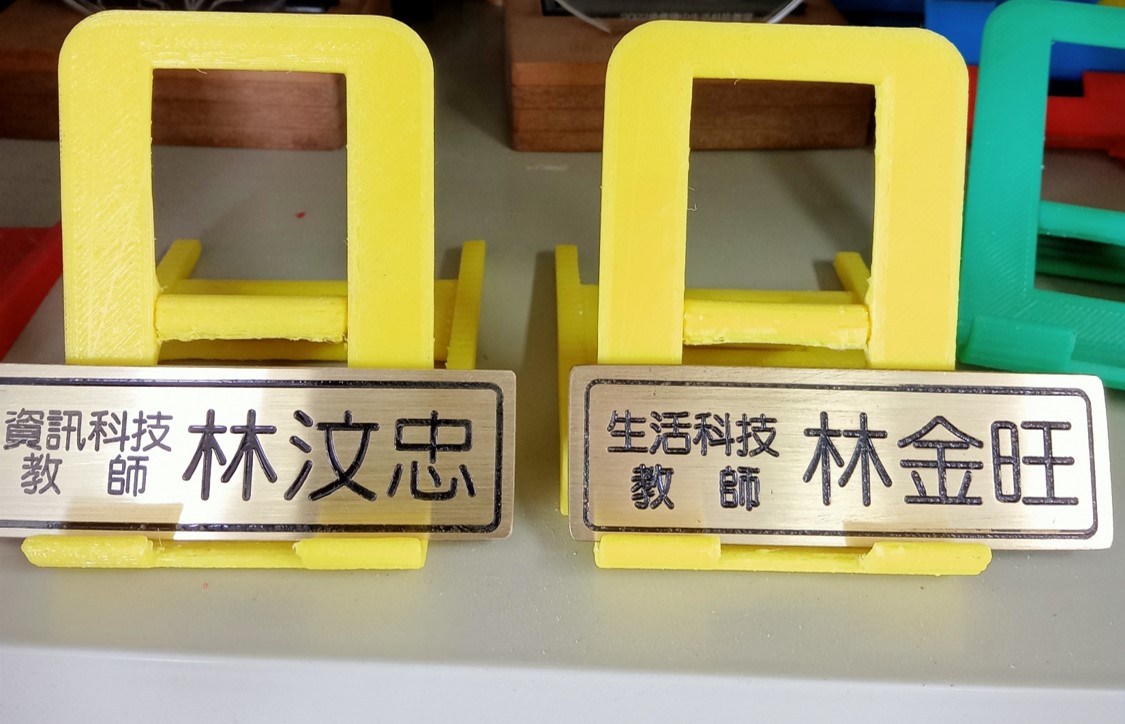 資訊科技
教師
林汶忠
生活科技
教師
林金旺